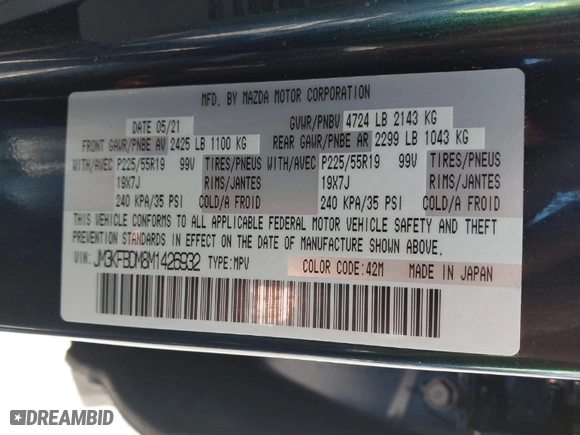 MFD. BY MAZDA MOTOR CORPORATION
DATE 05/21 GVWR/PNBV 4724 LB 2143 KG
FRONT GAWR/PNBE AV 2425 LB 1100 KG REAR GAWR/PNBE AR 2299 LB 1043 KG
WITH/AVEC P225/55R19 99V TIRES/PNEUS WITH/AVEC P225/55R19 99V TIRES/PNEUS
19X7J RIMS/JANTES 19X7J RIMS/JANTES
240 KPA/35 PSI COLD/A FROID 240 KPA/35 PSI COLD/A FROID
THIS VEHICLE CONFORMS TO ALL APPLICABLE FEDERAL MOTOR VEHICLE SAFETY AND THEFT
PREVENTION STANDARDS IN EFFECT ON THE DATE OF MANUFACTURE SHOWN ABOVE.
VIN: JM3KFBDM8M1426932 TYPE: MPV COLOR CODE: 42M MADE IN JAPAN
DREAMBID